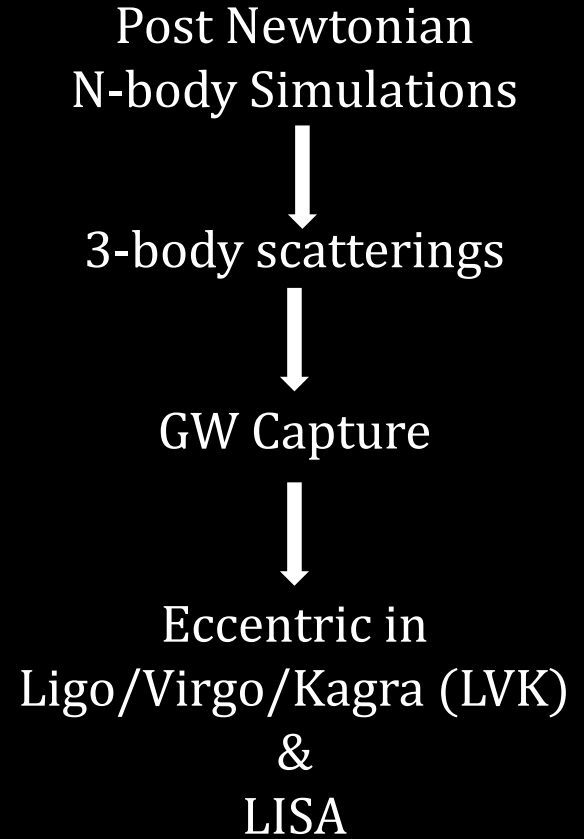 Post Newtonian
N-body Simulations
3-body scatterings
GW Capture
Eccentric in
Ligo/Virgo/Kagra (LVK)
&
LISA